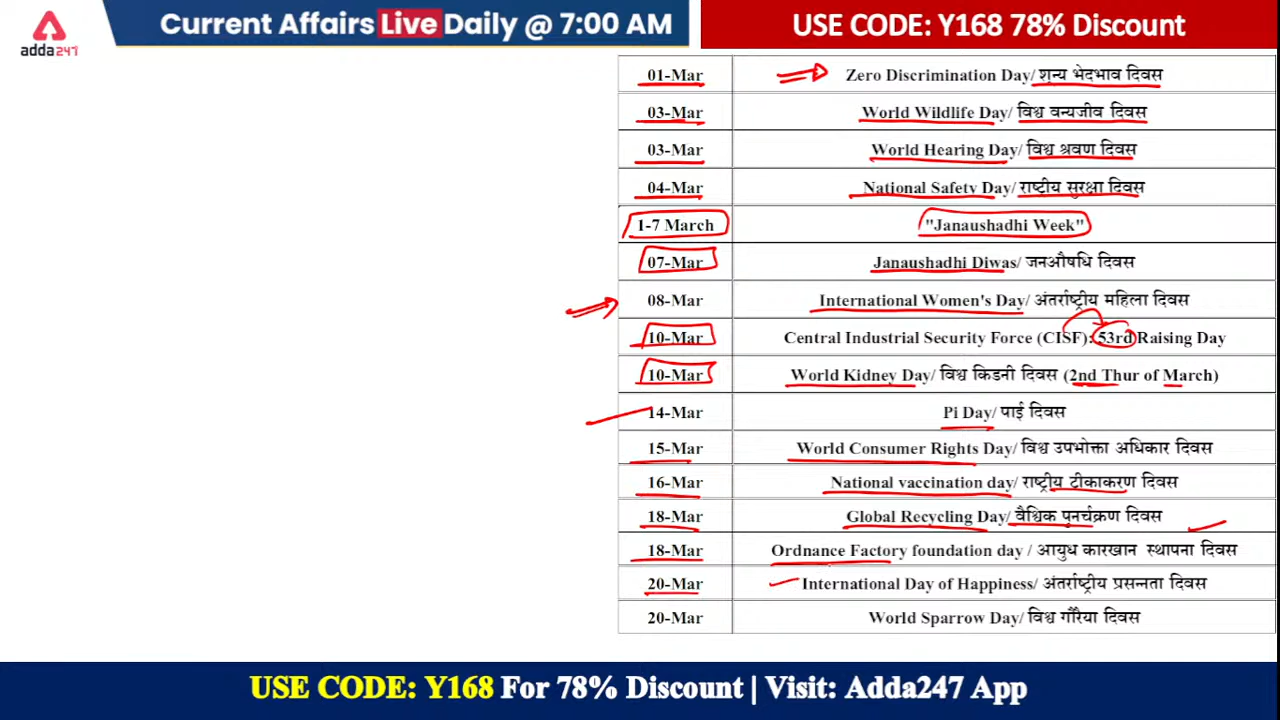 adda247
Current Affairs Live Daily @ 7:00 AM
USE CODE: Y168 78% Discount
01-Mar Zero Discrimination Day/ शून्य भेदभाव दिवस
03-Mar World Wildlife Day/ विश्व वन्यजीव दिवस
03-Mar World Hearing Day/ विश्व श्रवण दिवस
04-Mar National Safety Day/ राष्टीय सुरक्षा दिवस
1-7 March "Janaushadhi Week"
07-Mar Janaushadhi Diwas/ जनऔषधि दिवस
08-Mar International Women's Day/ अंतर्राष्ट्रीय महिला दिवस
10-Mar Central Industrial Security Force (CISF): 53rd Raising Day
10-Mar World Kidney Day/ विश्व किडनी दिवस (2nd Thur of March)
14-Mar Pi Day/ पाई दिवस
15-Mar World Consumer Rights Day/ विश्व उपभोक्ता अधिकार दिवस
16-Mar National vaccination day/ राष्ट्रीय टीकाकरण दिवस
18-Mar Global Recycling Day/ वैश्विक पुनर्चक्रण दिवस
18-Mar Ordnance Factory foundation day / आयुध कारखान स्थापना दिवस
20-Mar International Day of Happiness/ अंतर्राष्ट्रीय प्रसन्नता दिवस
20-Mar World Sparrow Day/ विश्व गौरैया दिवस
USE CODE: Y168 For 78% Discount | Visit: Adda247 App